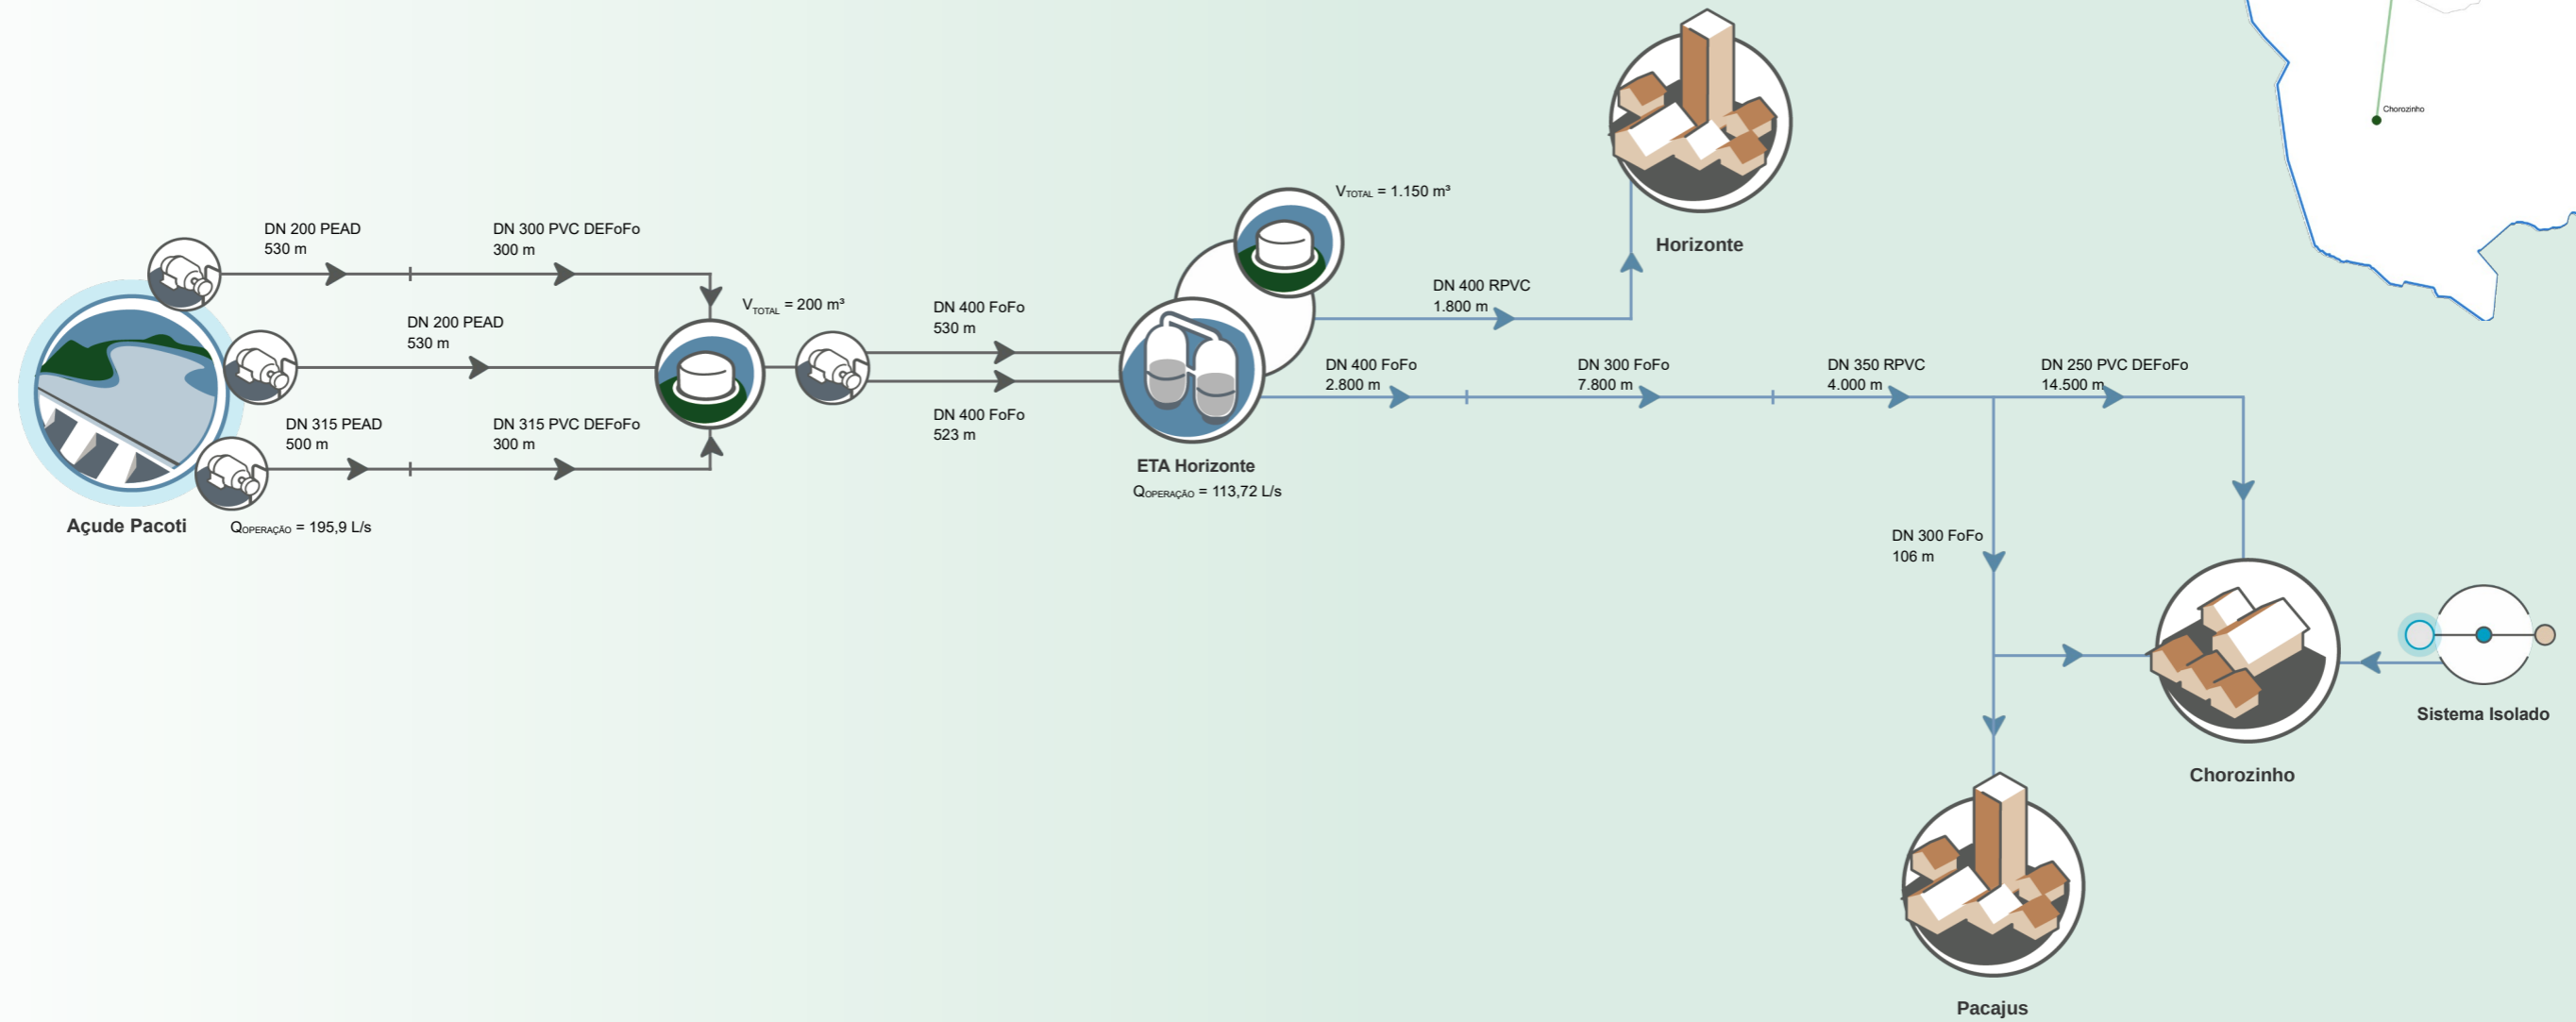 Chorozinho
DN 200 PEAD
530 m
DN 300 PVC DEFoFo
300 m
DN 200 PEAD
530 m
DN 315 PEAD
500 m
DN 315 PVC DEFoFo
300 m
Açude Pacoti
QOPERAÇÃO = 195,9 L/s
VTOTAL = 200 m³
DN 400 FoFo
530 m
DN 400 FoFo
523 m
VTOTAL = 1.150 m³
ETA Horizonte
QOPERAÇÃO = 113,72 L/s
DN 400 RPVC
1.800 m
Horizonte
DN 400 FoFo
2.800 m
DN 300 FoFo
7.800 m
DN 350 RPVC
4.000 m
DN 250 PVC DEFoFo
14.500 m
DN 300 FoFo
106 m
Sistema Isolado
Chorozinho
Pacajus